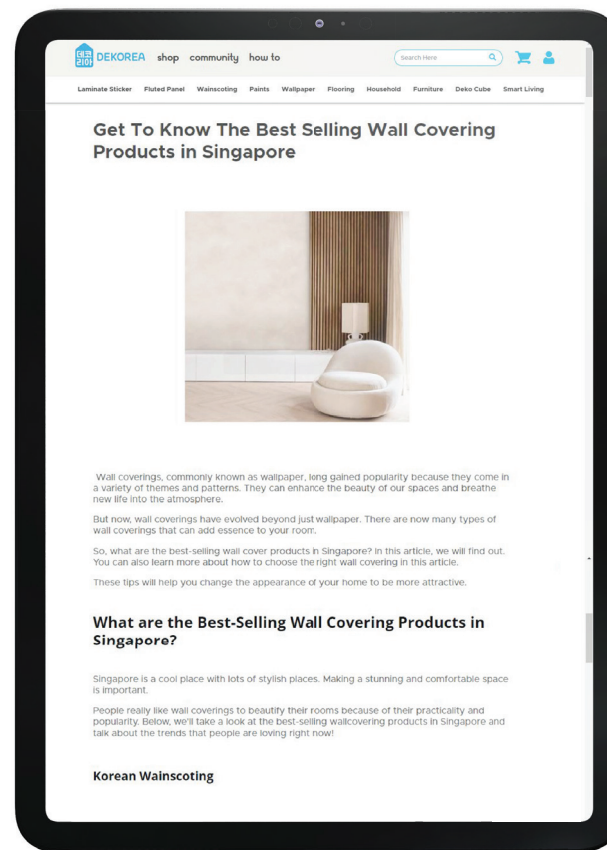 데코
리아 DEKOREA shop community how to Search Here
Laminate Sticker Fluted Panel Wainscoting Paints Wallpaper Flooring Household Furniture Deko Cube Smart Living
Get To Know The Best Selling Wall Covering
Products in Singapore
Wall coverings, commonly known as wallpaper, long gained popularity because they come in
a variety of themes and patterns. They can enhance the beauty of our spaces and breathe
new life into the atmosphere.
But now, wall coverings have evolved beyond just wallpaper. There are now many types of
wall coverings that can add essence to your room.
So, what are the best-selling wall cover products in Singapore? In this article, we will find out.
You can also learn more about how to choose the right wall covering in this article.
These tips will help you change the appearance of your home to be more attractive.
What are the Best-Selling Wall Covering Products in
Singapore?
Singapore is a cool place with lots of stylish places. Making a stunning and comfortable space
is important.
People really like wall coverings to beautify their rooms because of their practicality and
popularity. Below, we'll take a look at the best-selling wallcovering products in Singapore and
talk about the trends that people are loving right now!
Korean Wainscoting